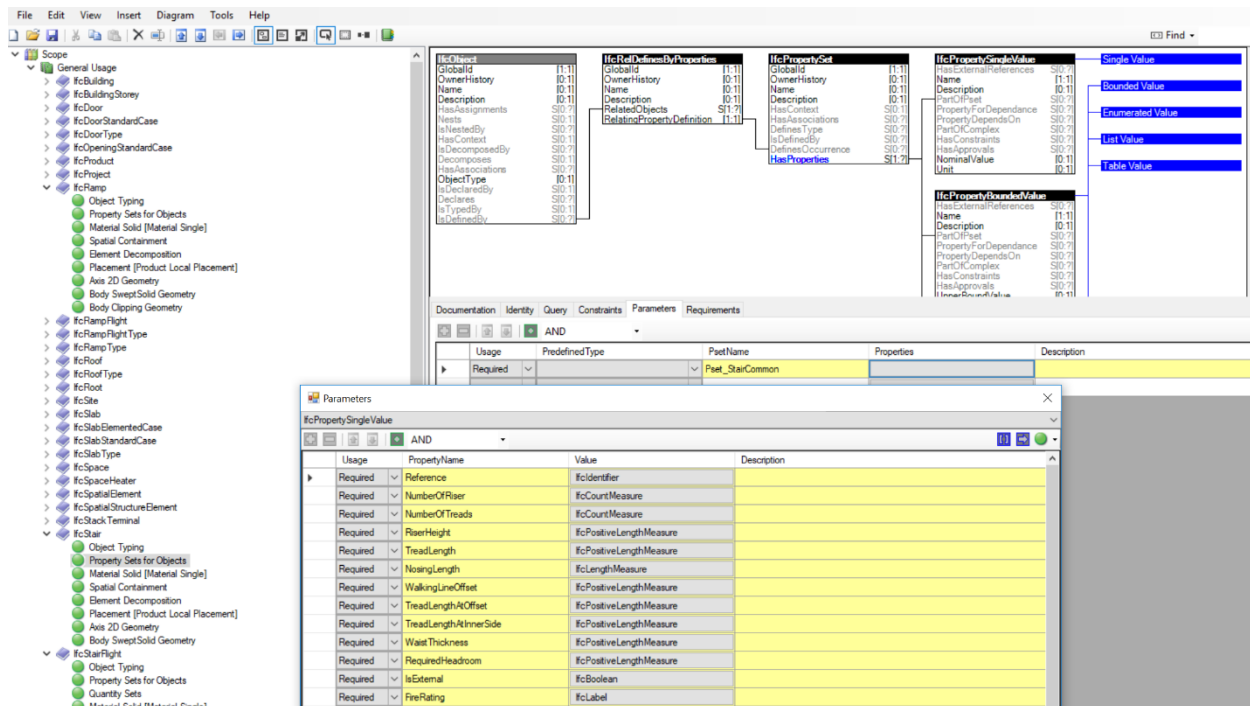 File Edit View Insert Diagram Tools Help
Find
Scope
General Usage
IfcBuilding
IfcBuildingStorey
IfcDoor
IfcDoorStandardCase
IfcDoorType
IfcOpeningStandardCase
IfcProduct
IfcProject
IfcRamp
Object Typing
Property Sets for Objects
Material Solid [Material Single]
Spatial Containment
Element Decomposition
Placement [Product Local Placement]
Axis 2D Geometry
Body SweptSolid Geometry
Body Clipping Geometry
IfcRampFlight
IfcRampFlightType
IfcRampType
IfcRoof
IfcRoofType
IfcRoot
IfcSite
IfcSlab
IfcSlabElementedCase
IfcSlabStandardCase
IfcSlabType
IfcSpace
IfcSpaceHeater
IfcSpatialElement
IfcSpatialStructureElement
IfcStackTerminal
IfcStair
Object Typing
Property Sets for Objects
Material Solid [Material Single]
Spatial Containment
Element Decomposition
Placement [Product Local Placement]
Axis 2D Geometry
Body SweptSolid Geometry
IfcStairFlight
Object Typing
Property Sets for Objects
Quantity Sets
Material Solid [Material Single]
IfcObject
GlobalId [1:1]
OwnerHistory [0:1]
Name [0:1]
Description [0:1]
HasAssignments S[0:?]
Nests S[0:1]
IsNestedBy S[0:?]
HasContext S[0:1]
IsDecomposedBy S[0:?]
Decomposes S[0:1]
HasAssociations S[0:?]
ObjectType [0:1]
IsDeclaredBy S[0:1]
Declares S[0:?]
IsTypedBy S[0:1]
IsDefinedBy S[0:?]
IfcRelDefinesByProperties
GlobalId [1:1]
OwnerHistory [0:1]
Name [0:1]
Description [0:1]
RelatedObjects S[1:?]
RelatingPropertyDefinition [1:1]
IfcPropertySet
GlobalId [1:1]
OwnerHistory [0:1]
Name [0:1]
Description [0:1]
HasContext S[0:1]
HasAssociations S[0:?]
DefinesType S[0:?]
IsDefinedBy S[0:?]
DefinesOccurrence S[0:?]
HasProperties S[1:?]
IfcPropertySingleValue
HasExternalReferences S[0:?]
Name [1:1]
Description [0:1]
PartOfPset S[0:?]
PropertyForDependance S[0:?]
PropertyDependsOn S[0:?]
PartOfComplex S[0:?]
HasConstraints S[0:?]
HasApprovals S[0:?]
NominalValue [0:1]
Unit [0:1]
Single Value
Bounded Value
Enumerated Value
List Value
Table Value
IfcPropertyBoundedValue
HasExternalReferences S[0:?]
Name [1:1]
Description [0:1]
PartOfPset S[0:?]
PropertyForDependance S[0:?]
PropertyDependsOn S[0:?]
PartOfComplex S[0:?]
HasConstraints S[0:?]
HasApprovals S[0:?]
UpperBoundValue [0:1]
Documentation Identity Query Constraints Parameters Requirements
AND
Usage PredefinedType PsetName Properties Description
Required Pset_StairCommon
Parameters
IfcPropertySingleValue
AND
Usage PropertyName Value Description
Required Reference IfcIdentifier
Required NumberOfRiser IfcCountMeasure
Required NumberOfTreads IfcCountMeasure
Required RiserHeight IfcPositiveLengthMeasure
Required TreadLength IfcPositiveLengthMeasure
Required NosingLength IfcLengthMeasure
Required WalkingLineOffset IfcPositiveLengthMeasure
Required TreadLengthAtOffset IfcPositiveLengthMeasure
Required TreadLengthAtInnerSide IfcPositiveLengthMeasure
Required WaistThickness IfcPositiveLengthMeasure
Required RequiredHeadroom IfcPositiveLengthMeasure
Required IsExternal IfcBoolean
Required FireRating IfcLabel